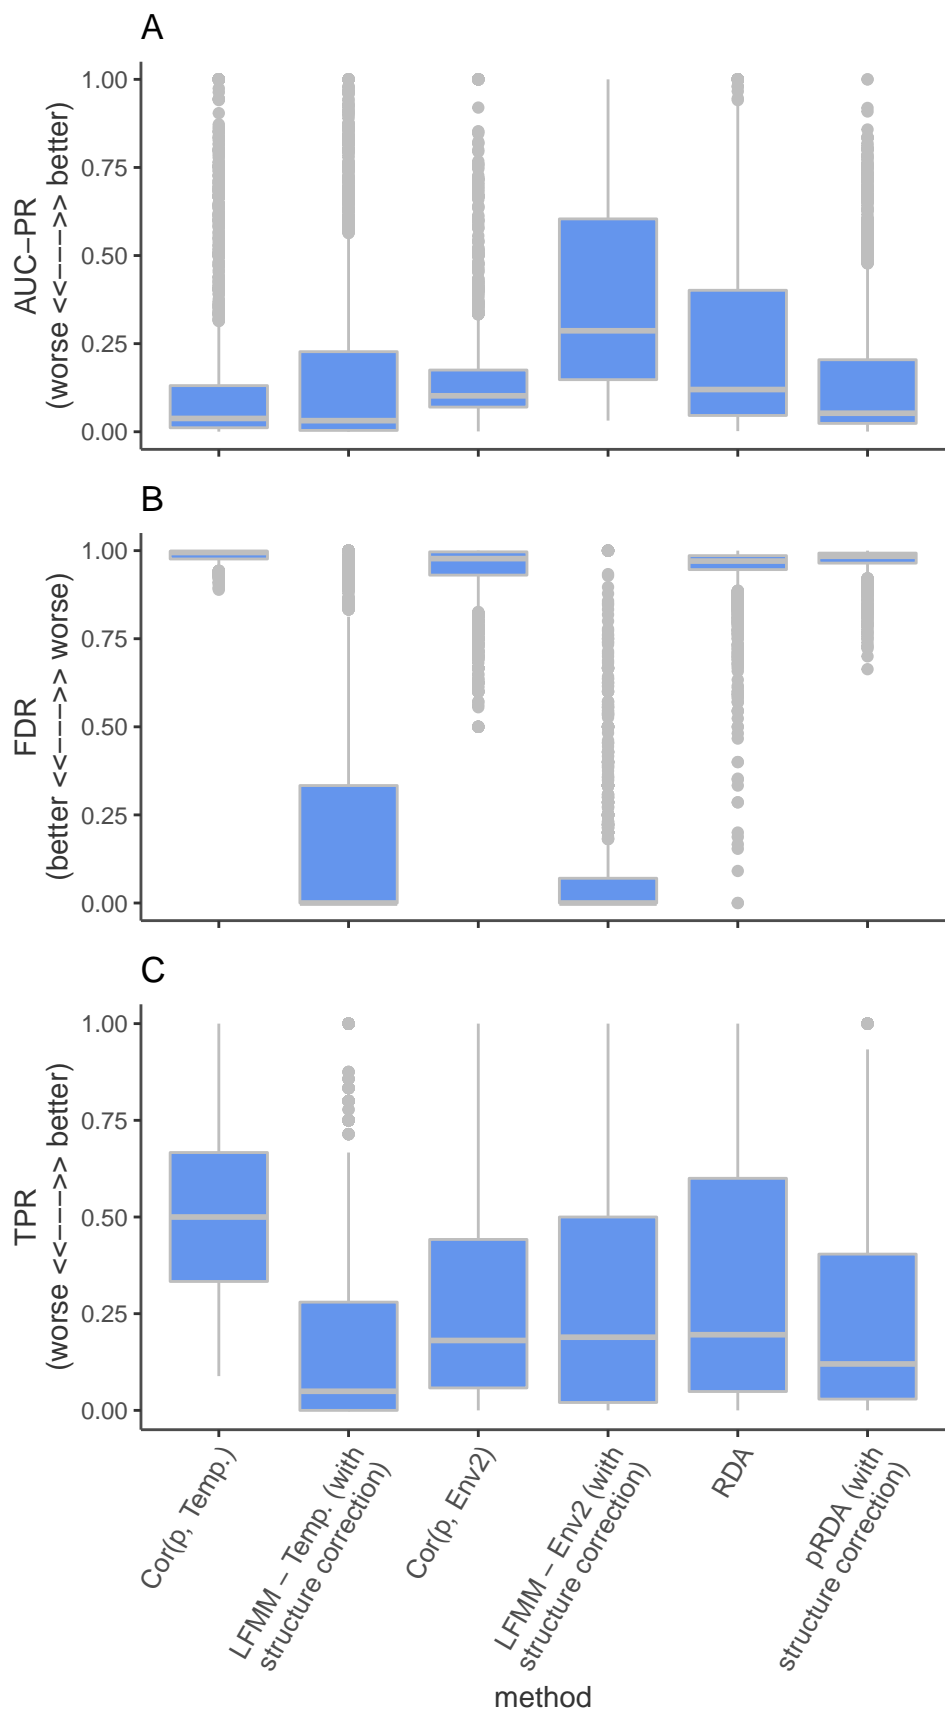 A
AUC−PR
(worse <<−−−>> better)
1.00
0.75
0.50
0.25
0.00
B
FDR
(better <<−−−>> worse)
1.00
0.75
0.50
0.25
0.00
C
TPR
(worse <<−−−>> better)
1.00
0.75
0.50
0.25
0.00
Cor(p, Temp.)
LFMM − Temp. (with
structure correction)
Cor(p, Env2)
LFMM − Env2 (with
structure correction)
RDA
pRDA (with
structure correction)
method